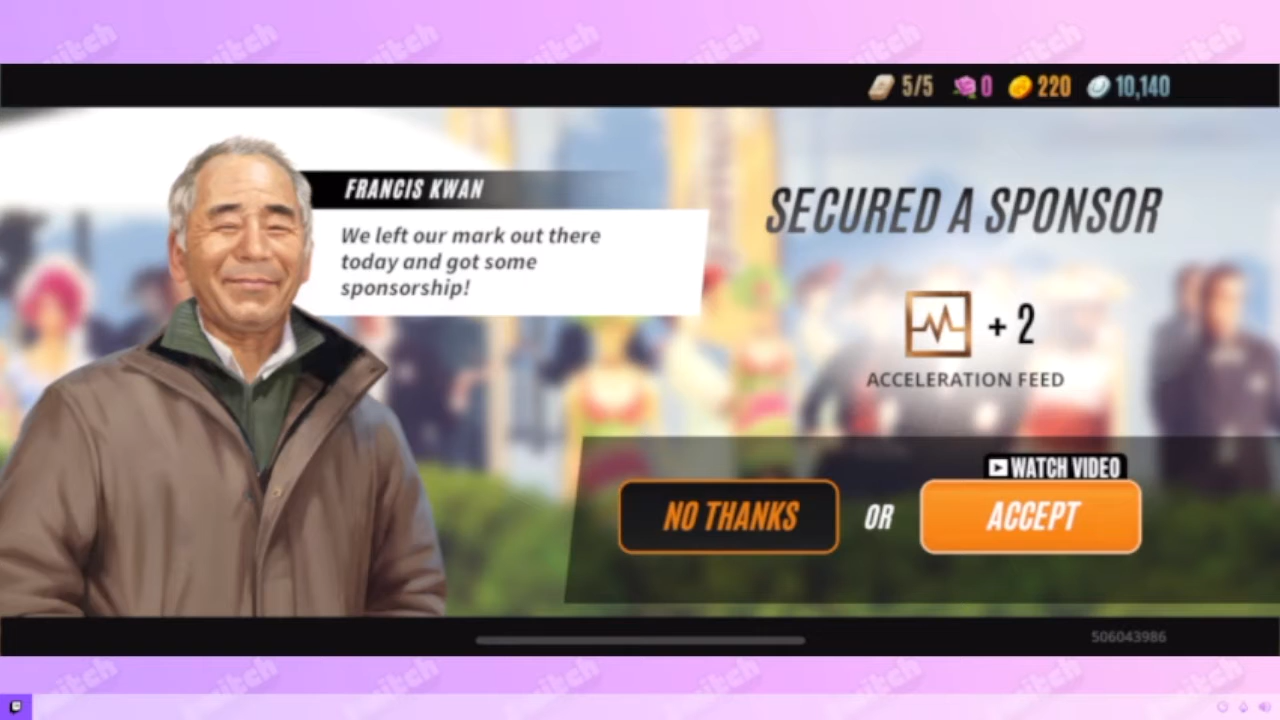 5/5 0 220 10,140
FRANCIS KWAN
We left our mark out there
today and got some
sponsorship!
SECURED A SPONSOR
+ 2
ACCELERATION FEED
WATCH VIDEO
NO THANKS OR ACCEPT
506043986